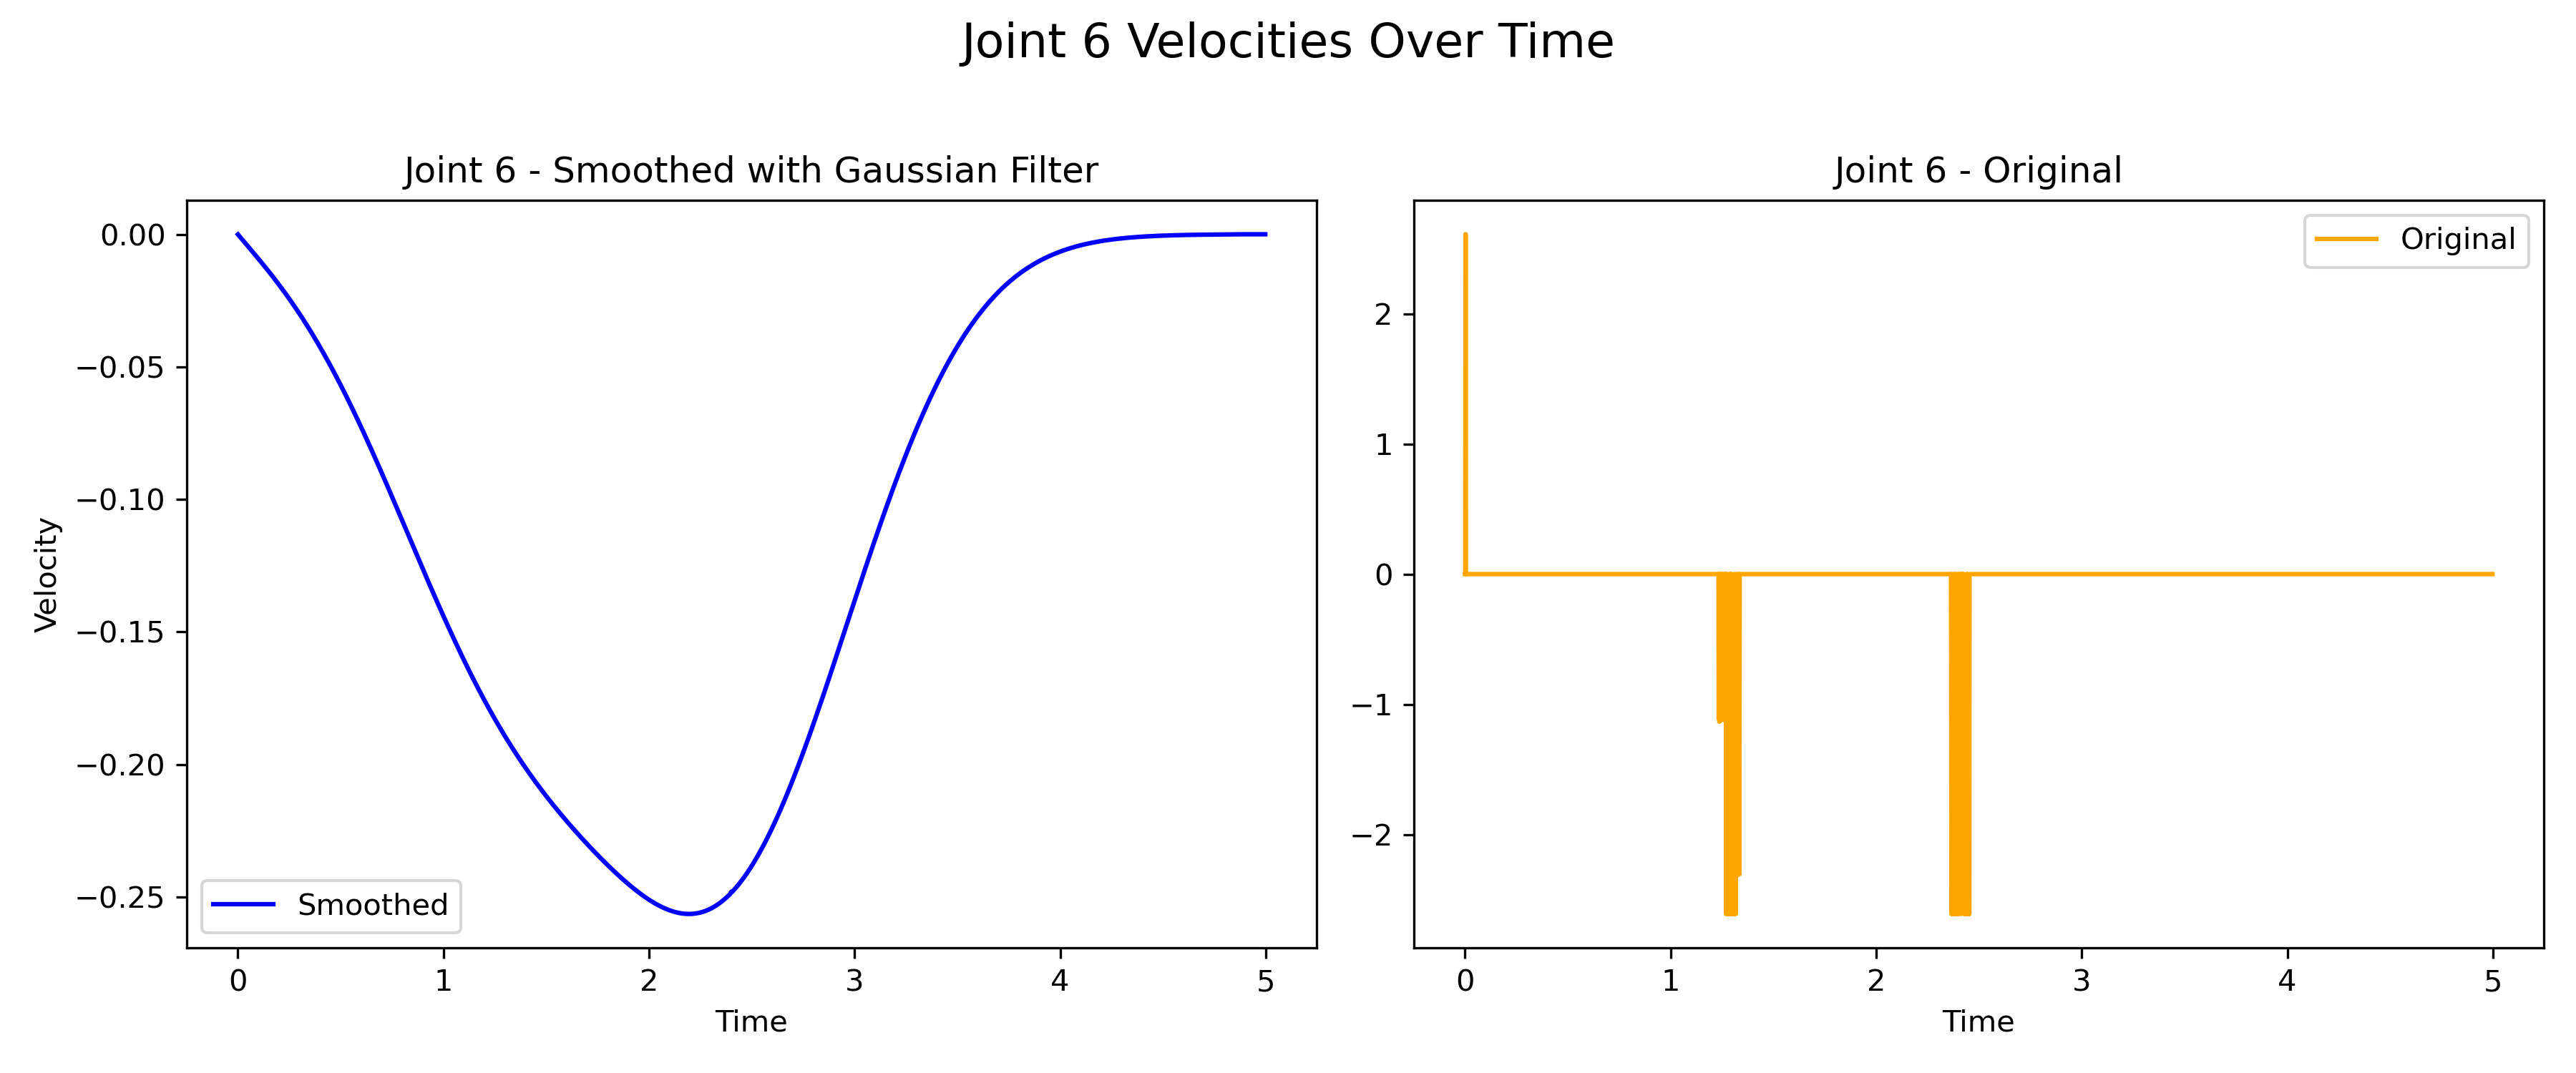 Joint 6 Velocities Over Time
Joint 6 - Smoothed with Gaussian Filter
0.00
−0.05
−0.10
−0.15
−0.20
−0.25
Velocity
Smoothed
0 1 2 3 4 5
Time
Joint 6 - Original
Original
2
1
0
−1
−2
0 1 2 3 4 5
Time